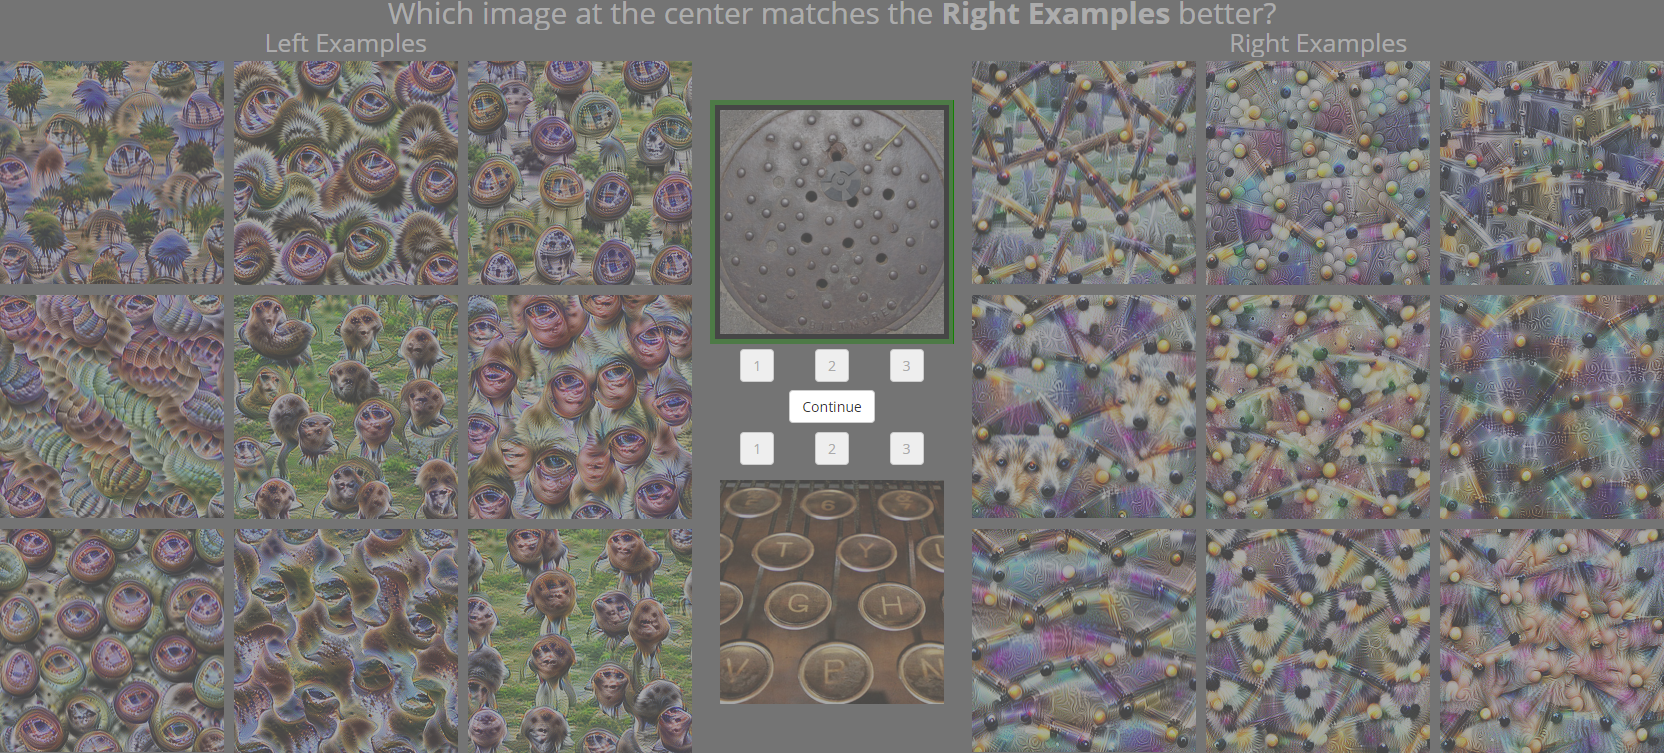 Which image at the center matches the Right Examples better?
Left Examples
Right Examples
1 2 3
Continue
1 2 3
6
T Y U
G H
V B N